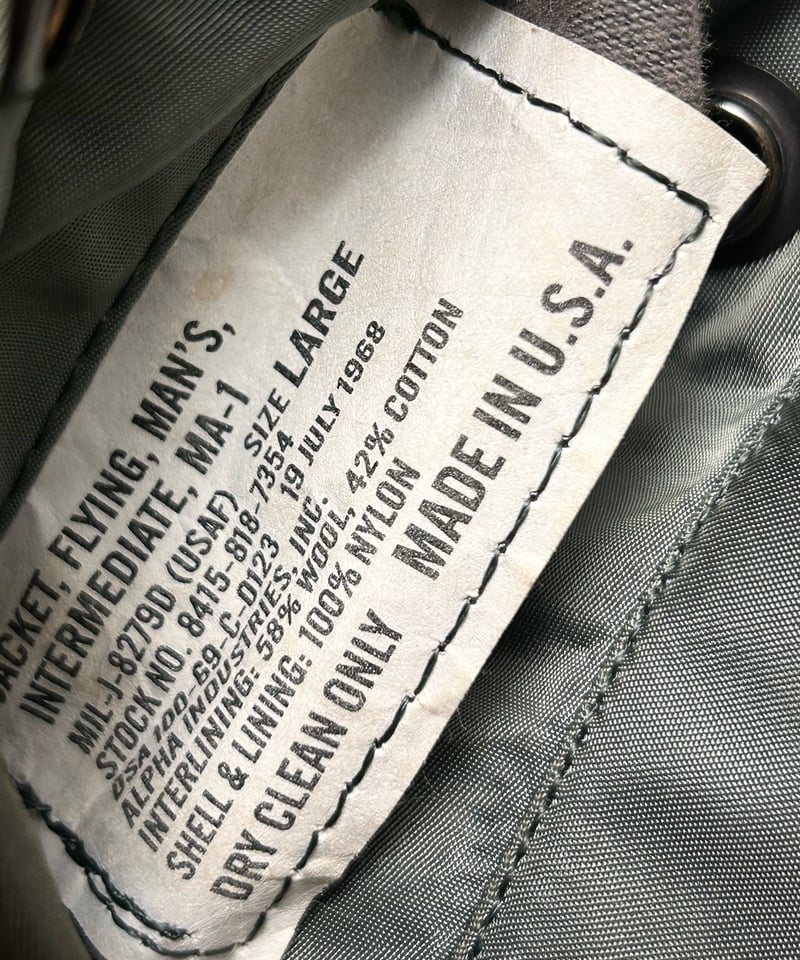 JACKET, FLYING, MAN'S,
INTERMEDIATE, MA-1
MIL-J-8279D (USAF) SIZE LARGE
STOCK NO. 8415-818-7354
DSA 100-69-C-0123 19 JULY 1968
ALPHA INDUSTRIES, INC.
INTERLINING: 58% WOOL, 42% COTTON
SHELL & LINING: 100% NYLON
DRY CLEAN ONLY MADE IN U.S.A.